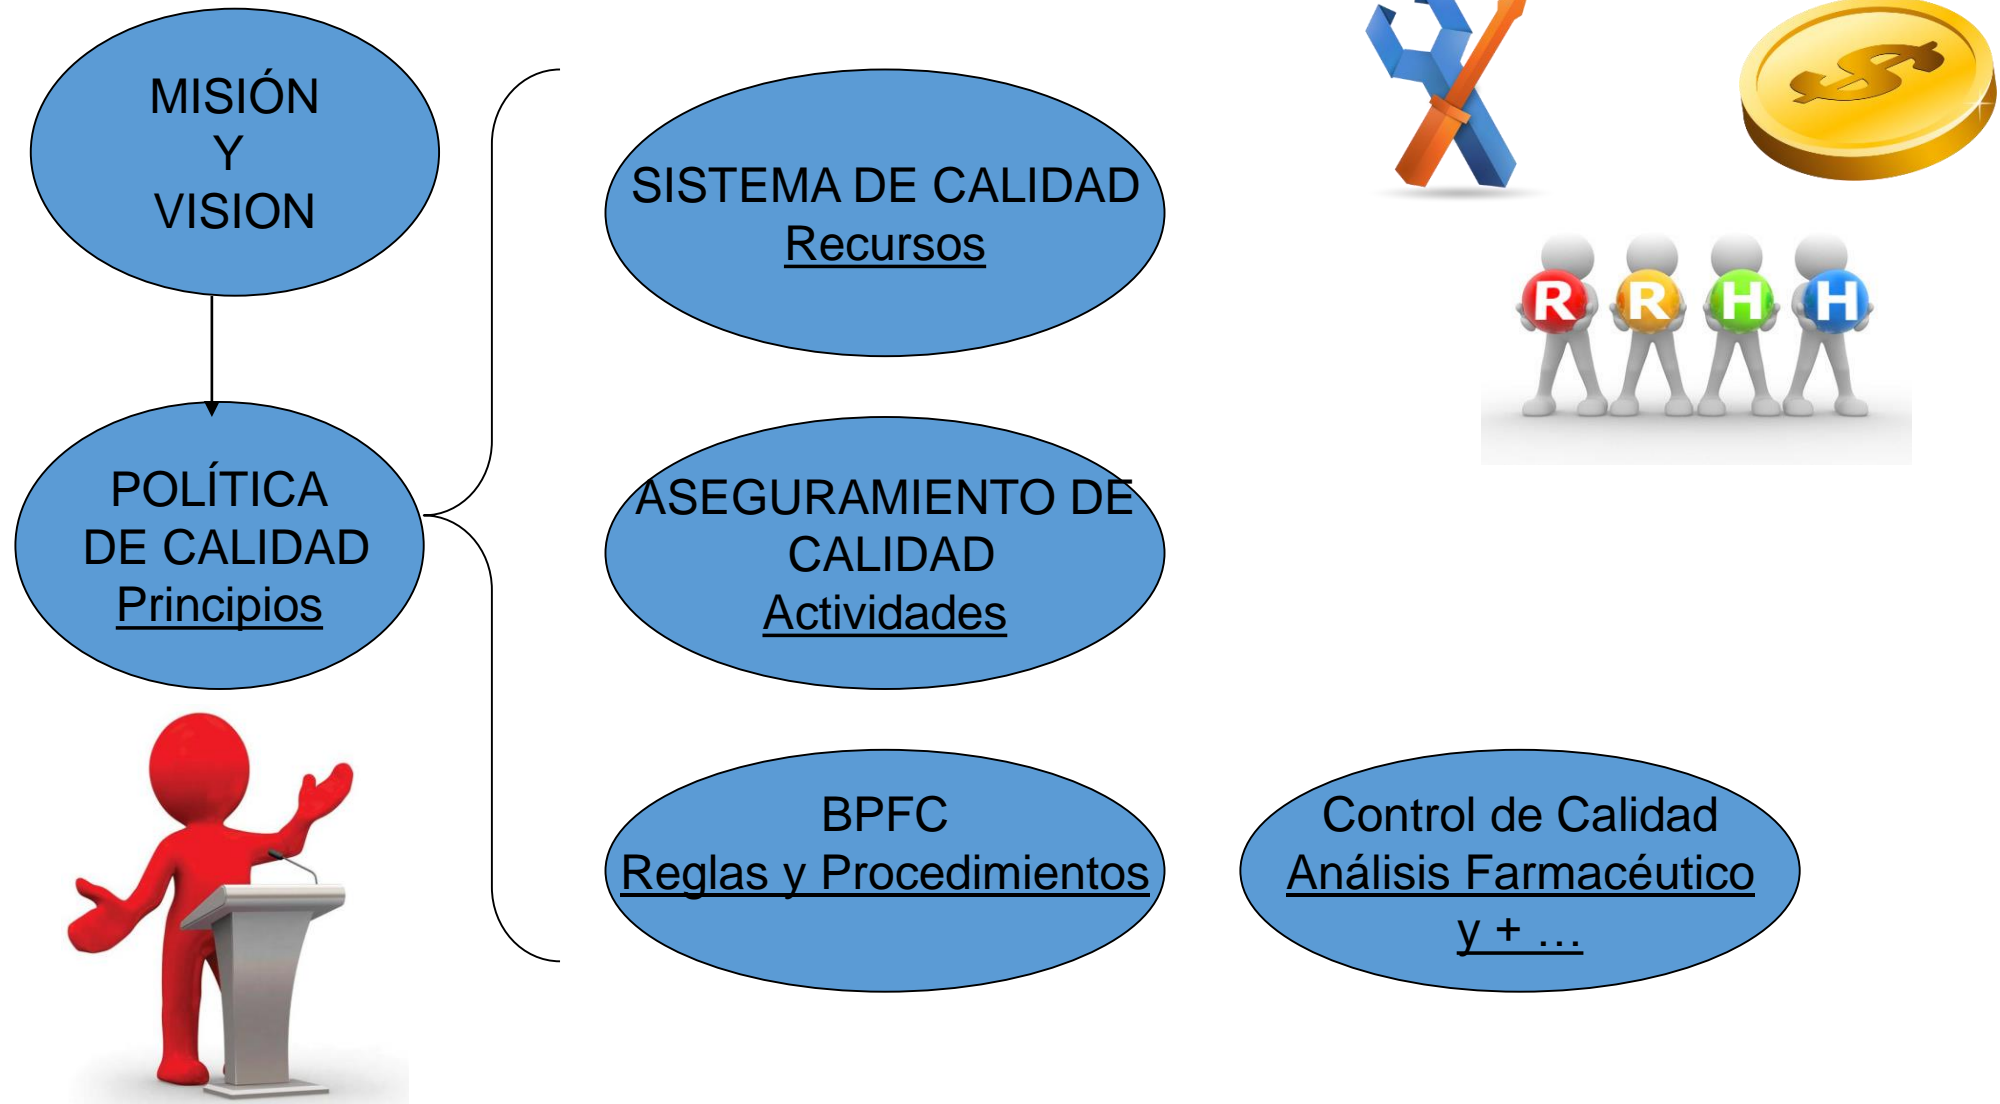 MISIÓN
Y
VISION
POLÍTICA
DE CALIDAD
Principios
SISTEMA DE CALIDAD
Recursos
ASEGURAMIENTO DE
CALIDAD
Actividades
BPFC
Reglas y Procedimientos
Control de Calidad
Análisis Farmacéutico
y + …
$
R R H H